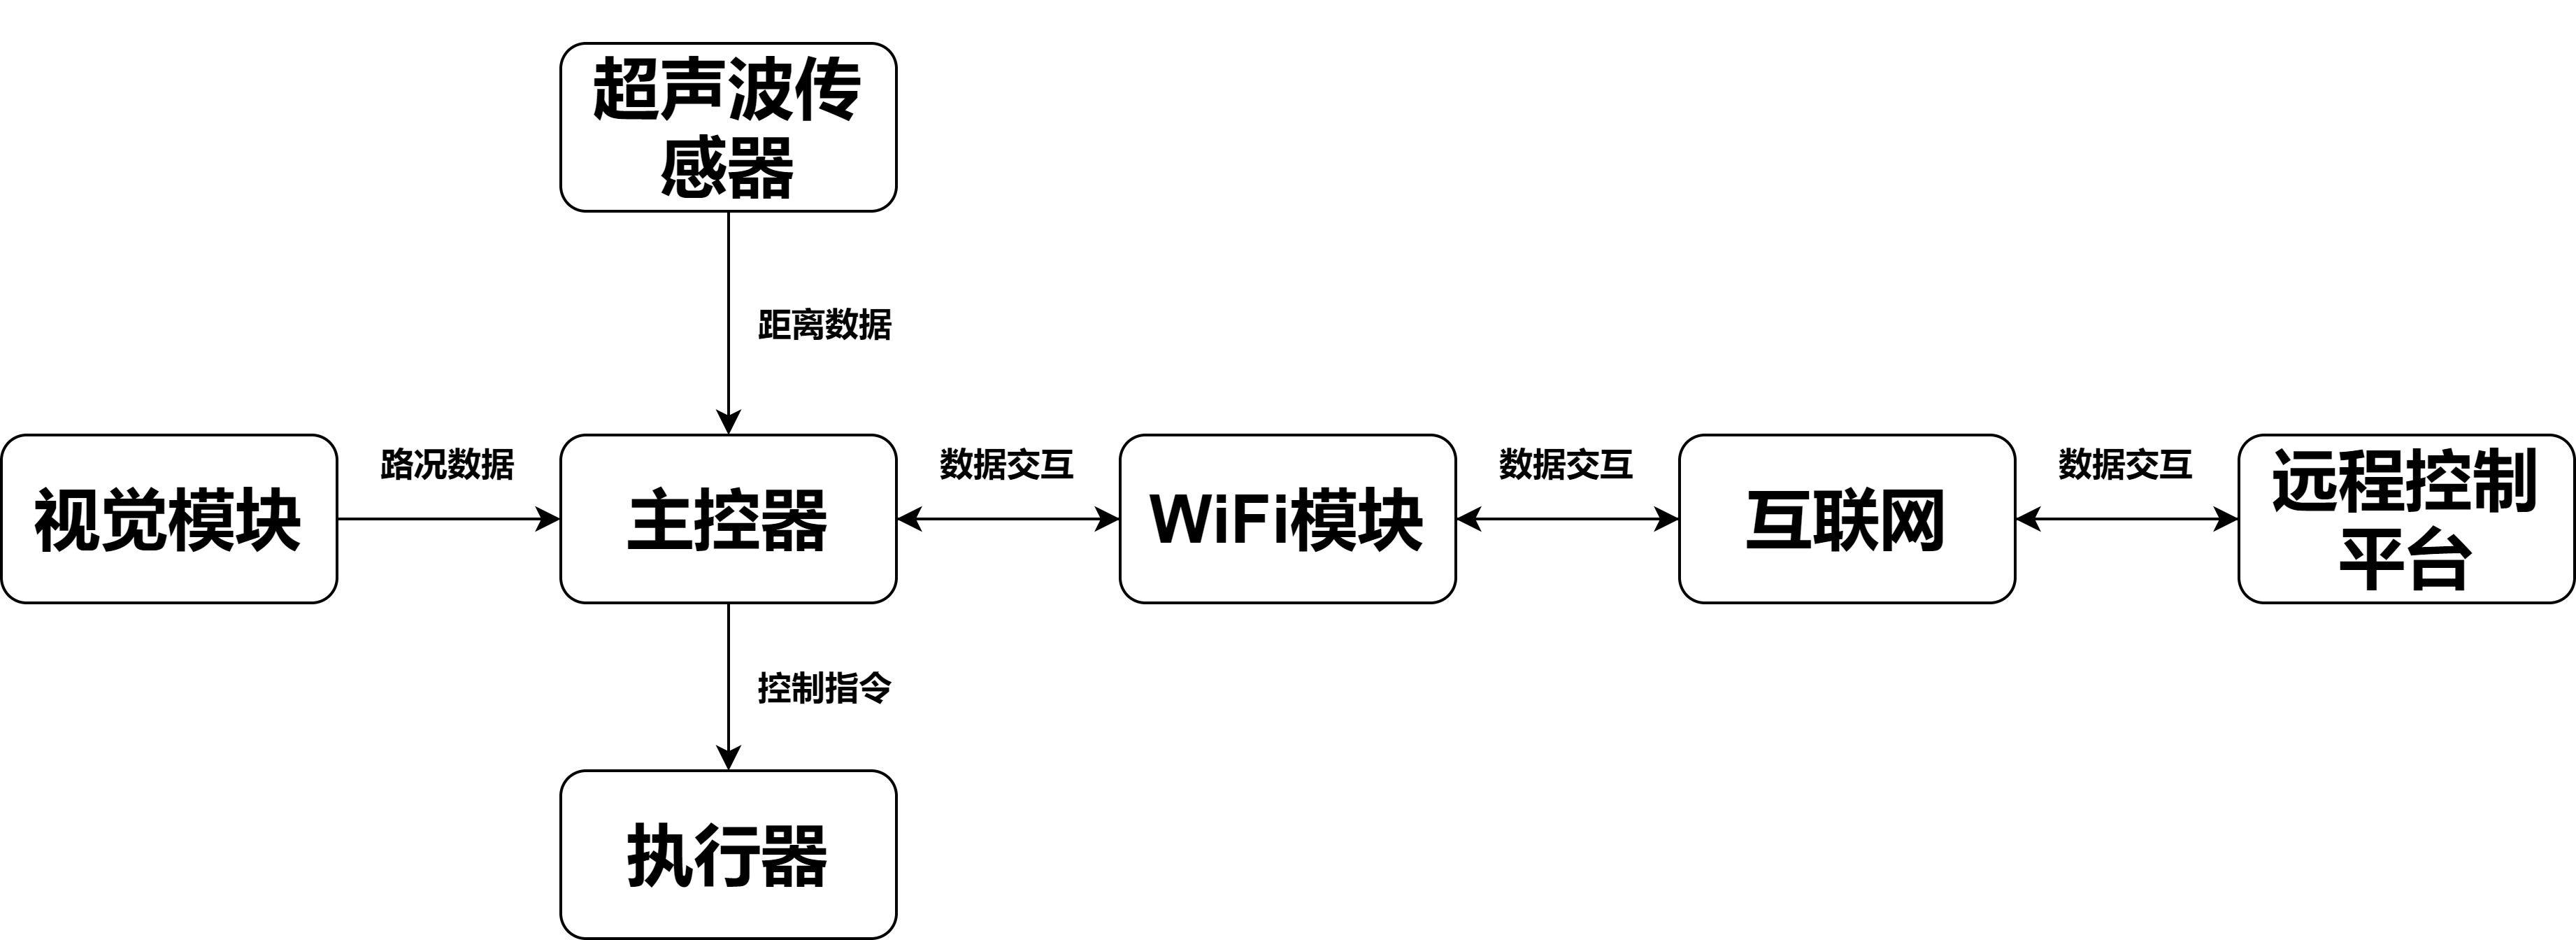 超声波传
感器
距离数据
视觉模块
路况数据
主控器
数据交互
WiFi模块
数据交互
互联网
数据交互
远程控制
平台
控制指令
执行器